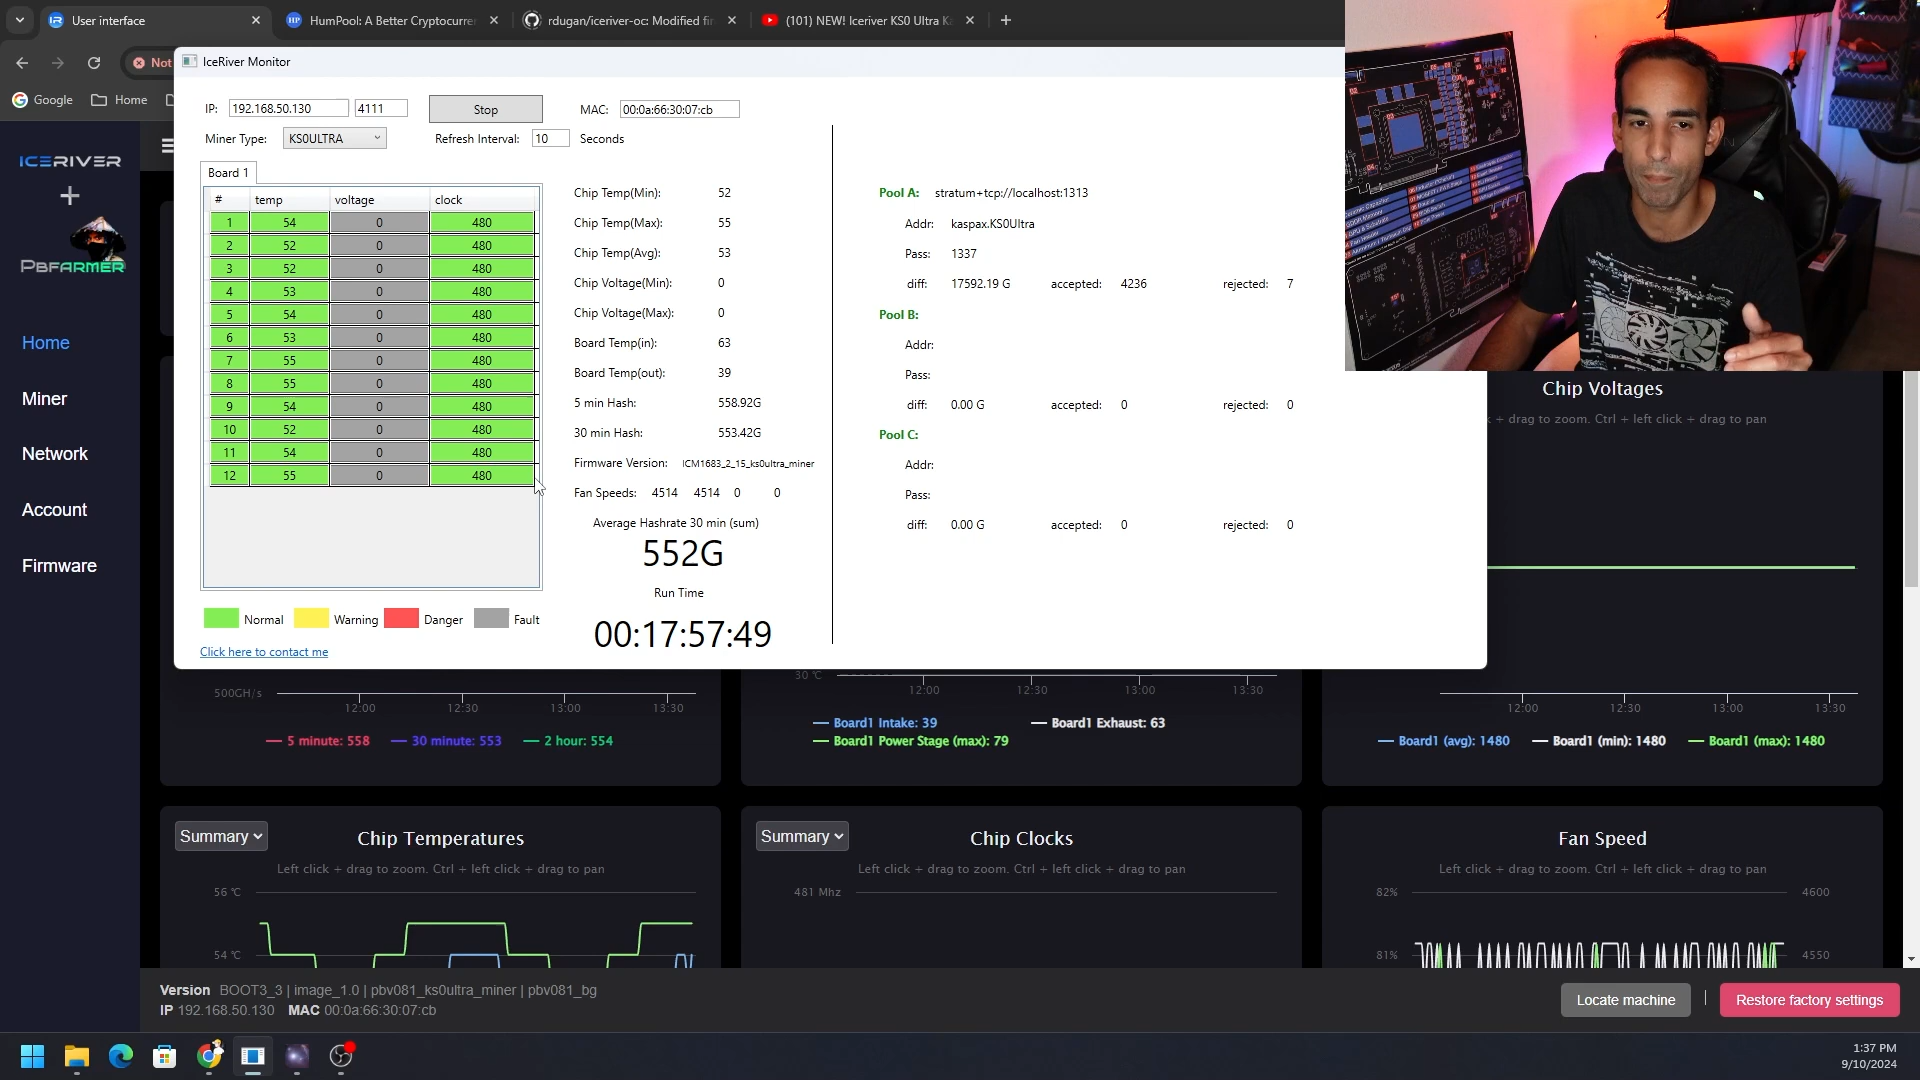 User interface
HumPool: A Better Cryptocurre
rdugan/iceriver-oc: Modified fir
(101) NEW! Iceriver KS0 Ultra K
Not
Google
Home
IceRiver Monitor
IP: 192.168.50.130 4111 Stop MAC: 00:0a:66:30:07:cb
Miner Type: KS0ULTRA Refresh Interval: 10 Seconds
Board 1
# temp voltage clock
1 54 0 480
2 52 0 480
3 52 0 480
4 53 0 480
5 54 0 480
6 53 0 480
7 55 0 480
8 55 0 480
9 54 0 480
10 52 0 480
11 54 0 480
12 55 0 480
Normal Warning Danger Fault
Click here to contact me
Chip Temp(Min): 52
Chip Temp(Max): 55
Chip Temp(Avg): 53
Chip Voltage(Min): 0
Chip Voltage(Max): 0
Board Temp(in): 63
Board Temp(out): 39
5 min Hash: 558.92G
30 min Hash: 553.42G
Firmware Version: ICM1683_2_15_ks0ultra_miner
Fan Speeds: 4514 4514 0 0
Average Hashrate 30 min (sum)
552G
Run Time
00:17:57:49
Pool A: stratum+tcp://localhost:1313
Addr: kaspax.KS0Ultra
Pass: 1337
diff: 17592.19 G accepted: 4236 rejected: 7
Pool B:
Addr:
Pass:
diff: 0.00 G accepted: 0 rejected: 0
Pool C:
Addr:
Pass:
diff: 0.00 G accepted: 0 rejected: 0
ICERIVER
+
PBFARMER
Home
Miner
Network
Account
Firmware
500GH/s
12:00 12:30 13:00 13:30
5 minute: 558 30 minute: 553 2 hour: 554
30 °C
12:00 12:30 13:00 13:30
Board1 Intake: 39 Board1 Exhaust: 63
Board1 Power Stage (max): 79
Chip Voltages
+ drag to zoom. Ctrl + left click + drag to pan
12:00 12:30 13:00 13:30
Board1 (avg): 1480 Board1 (min): 1480 Board1 (max): 1480
Summary Chip Temperatures
Left click + drag to zoom. Ctrl + left click + drag to pan
56 °C
54 °C
Summary Chip Clocks
Left click + drag to zoom. Ctrl + left click + drag to pan
481 Mhz
Fan Speed
Left click + drag to zoom. Ctrl + left click + drag to pan
82% 4600
81% 4550
Version BOOT3_3 | image_1.0 | pbv081_ks0ultra_miner | pbv081_bg
IP 192.168.50.130 MAC 00:0a:66:30:07:cb
Locate machine | Restore factory settings
1:37 PM
9/10/2024